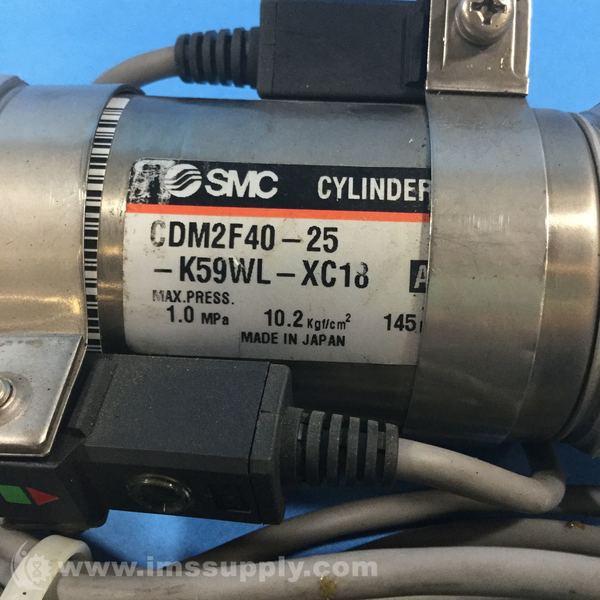 SMC CYLINDER
CDM2F40-25
-K59WL-XC18 A
MAX.PRESS.
1.0 MPa 10.2 Kgf/cm² 145
MADE IN JAPAN
www.imssupply.com